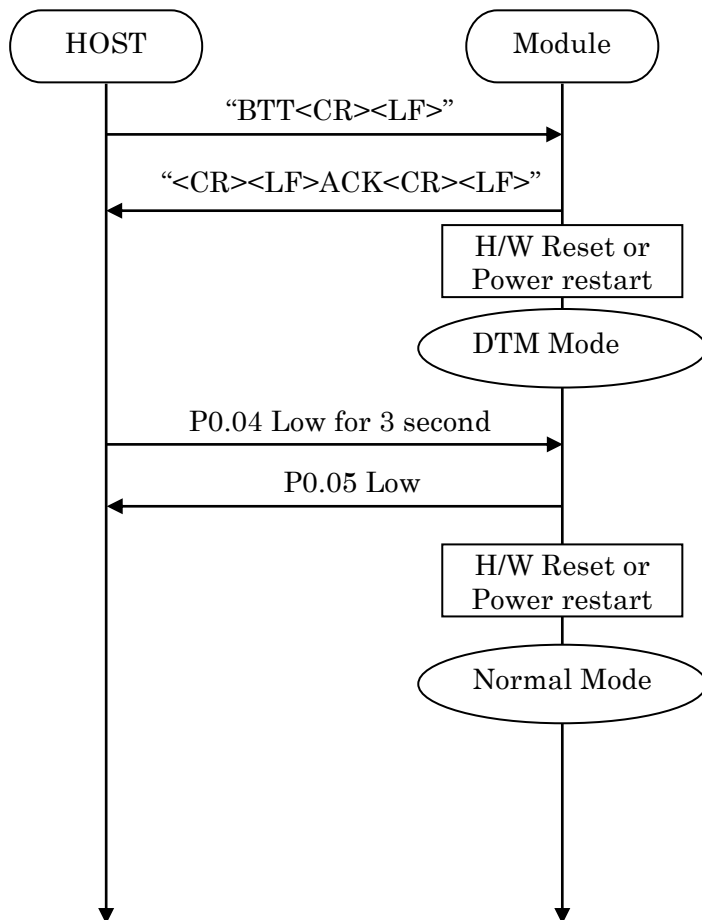 HOST
Module
“BTT<CR><LF>”
“<CR><LF>ACK<CR><LF>”
H/W Reset or
Power restart
DTM Mode
P0.04 Low for 3 second
P0.05 Low
H/W Reset or
Power restart
Normal Mode